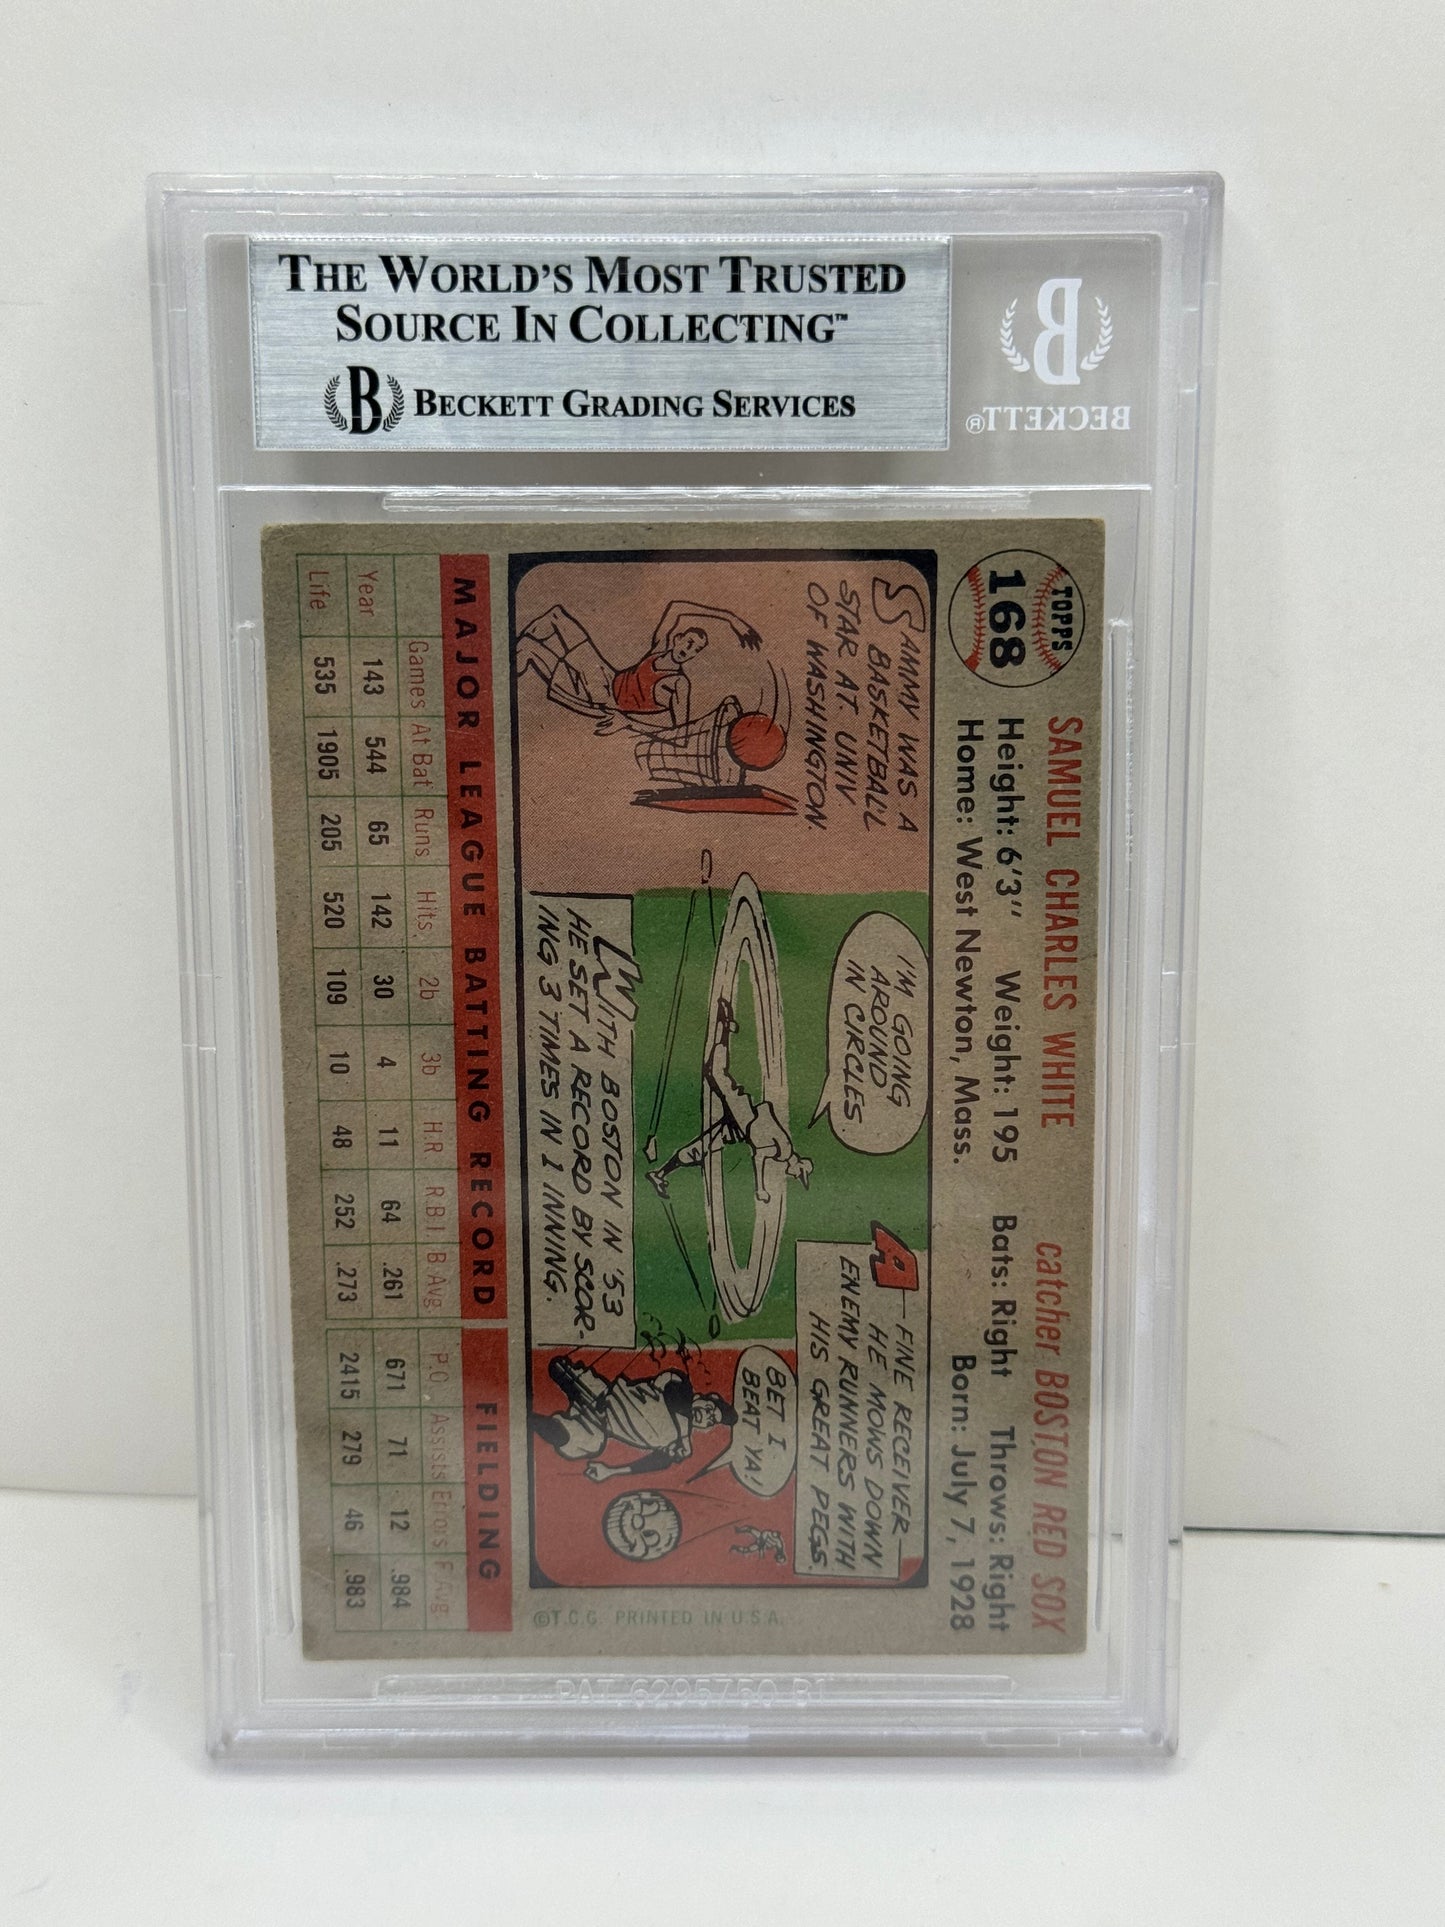 THE WORLD'S MOST TRUSTED
SOURCE IN COLLECTING™
B BECKETT GRADING SERVICES
B
BECKETT®
TOPPS
168
SAMUEL CHARLES WHITE catcher BOSTON RED SOX
Height: 6'3" Weight: 195 Bats: Right Throws: Right
Home: West Newton, Mass. Born: July 7, 1928
SAMMY WAS A
BASKETBALL
STAR AT UNIV.
OF WASHINGTON.
I'M GOING
AROUND
IN CIRCLES.
WITH BOSTON IN '53
HE SET A RECORD BY SCOR-
ING 3 TIMES IN 1 INNING.
A FINE RECEIVER—
HE MOWS DOWN
ENEMY RUNNERS WITH
HIS GREAT PEGS.
BET I
BEAT YA!
©T.C.G. PRINTED IN U.S.A.
MAJOR LEAGUE BATTING RECORD FIELDING
Games At Bat Runs Hits 2b 3b H.R R.B.I B Avg. P.O. Assists Errors F Avg.
Year 143 544 65 142 30 4 11 64 .261 671 71 12 .984
Life 535 1905 205 520 109 10 48 252 .273 2415 279 46 .983
PAT. 6295750 B1